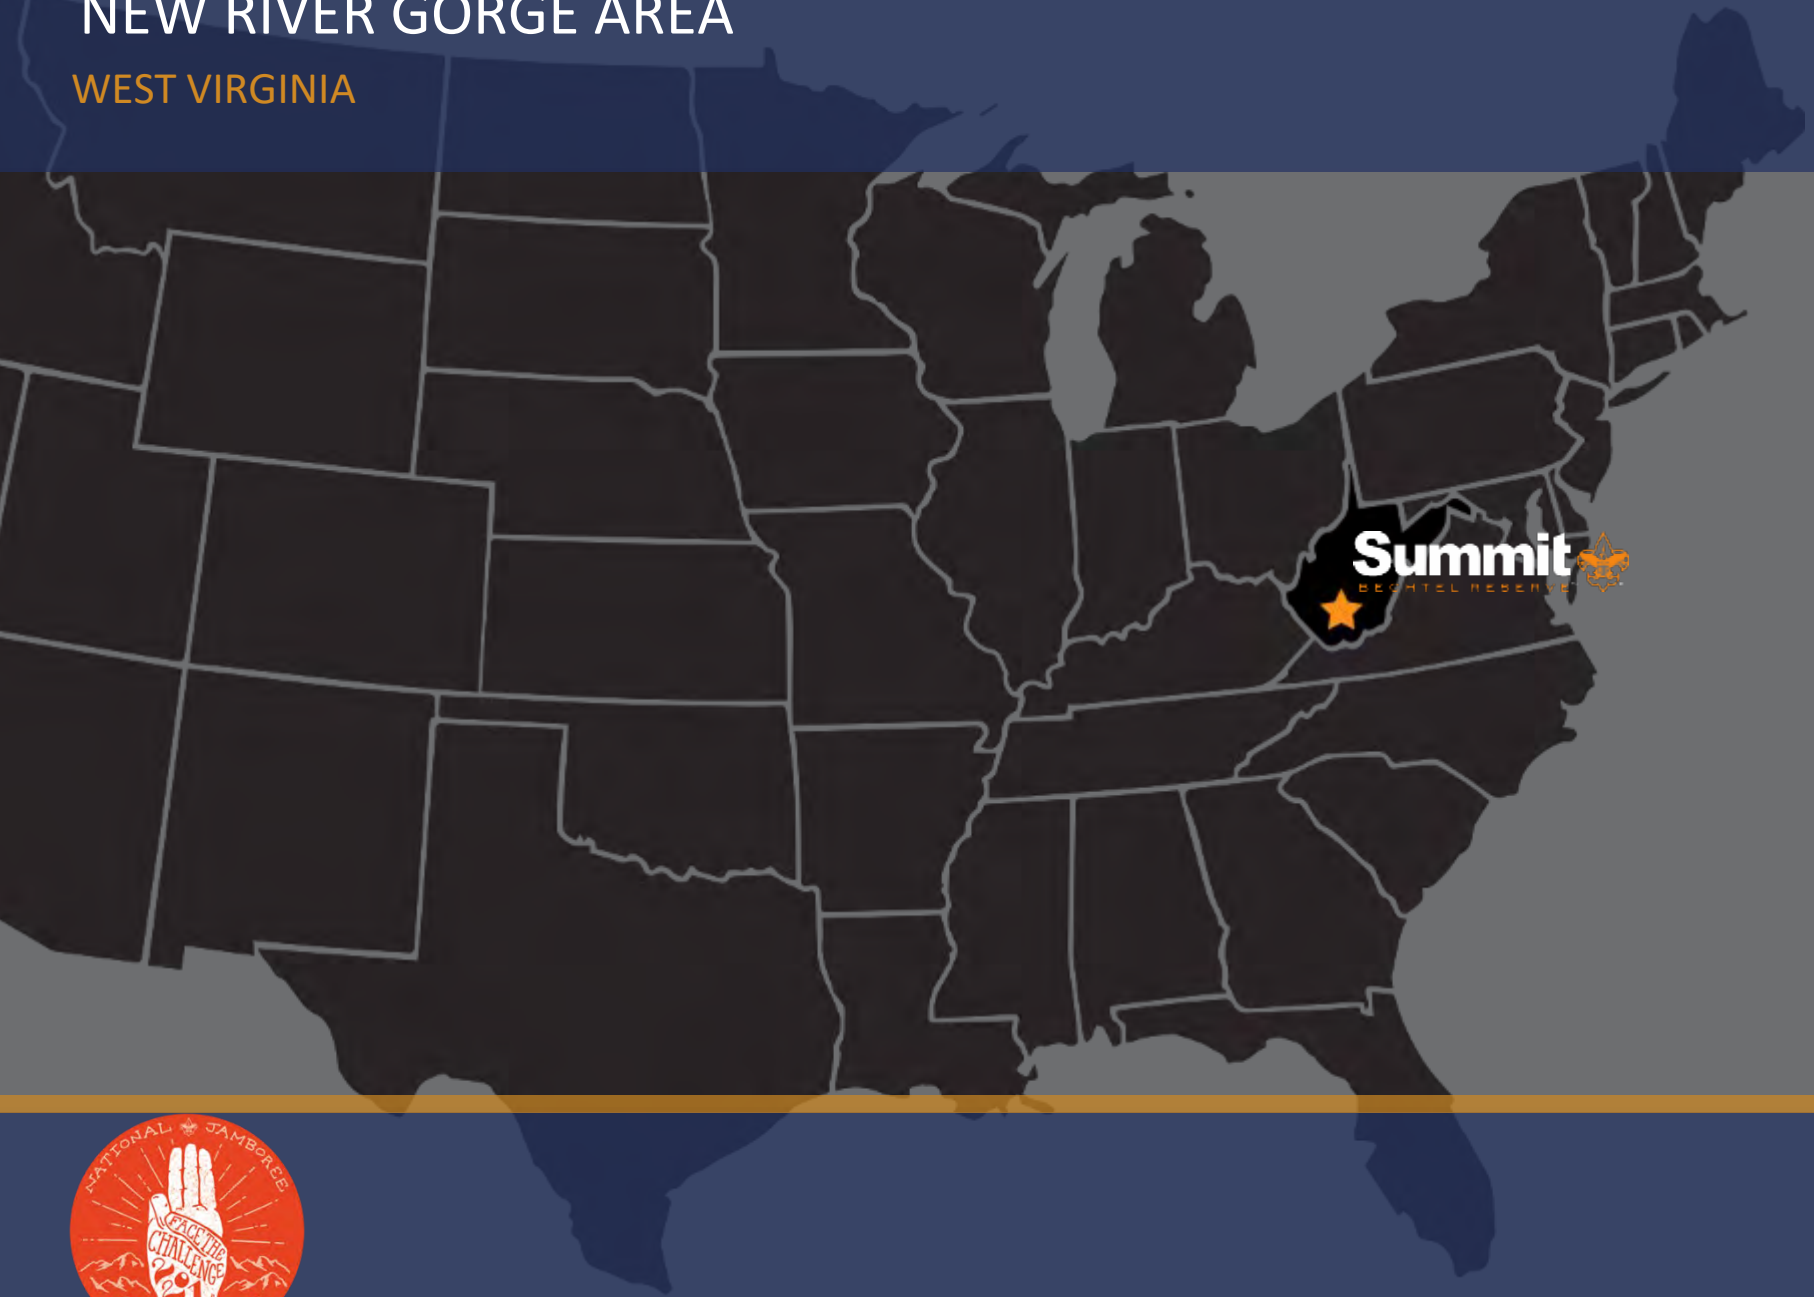 NEW RIVER GORGE AREA
WEST VIRGINIA
Summit
BECHTEL RESERVE
NATIONAL JAMBOREE
FACE THE
CHALLENGE